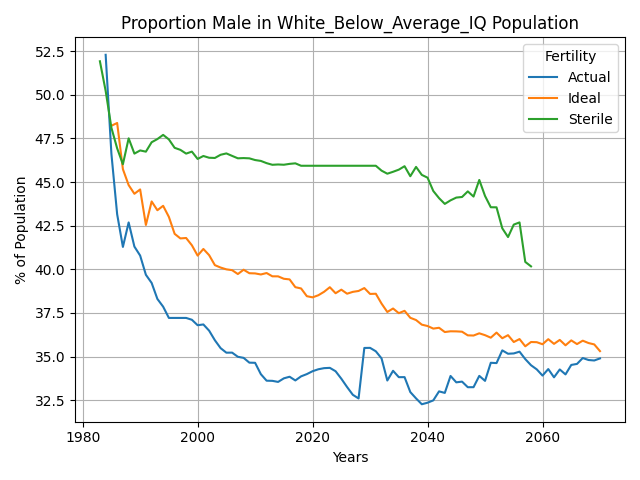 Proportion Male in White_Below_Average_IQ Population
% of Population
52.5
50.0
47.5
45.0
42.5
40.0
37.5
35.0
32.5
Fertility
Actual
Ideal
Sterile
1980
2000
2020
2040
2060
Years